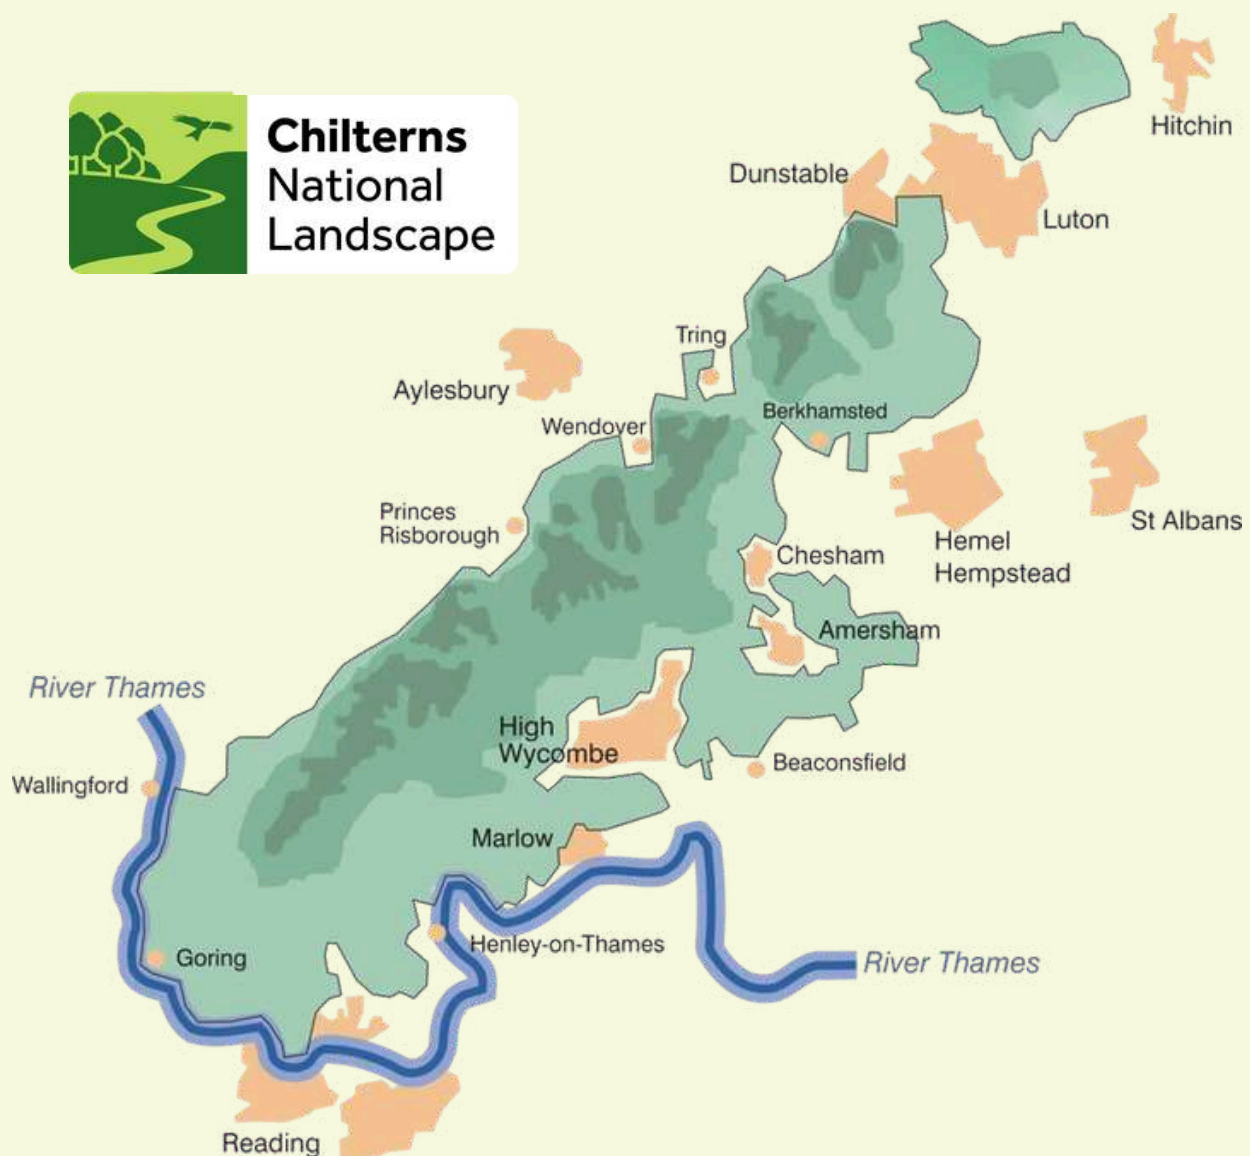 Chilterns
National
Landscape
Hitchin
Dunstable
Luton
Tring
Aylesbury
Berkhamsted
Wendover
Princes
Risborough
St Albans
Hemel
Hempstead
Chesham
Amersham
River Thames
High
Wycombe
Beaconsfield
Wallingford
Marlow
Henley-on-Thames
Goring
River Thames
Reading